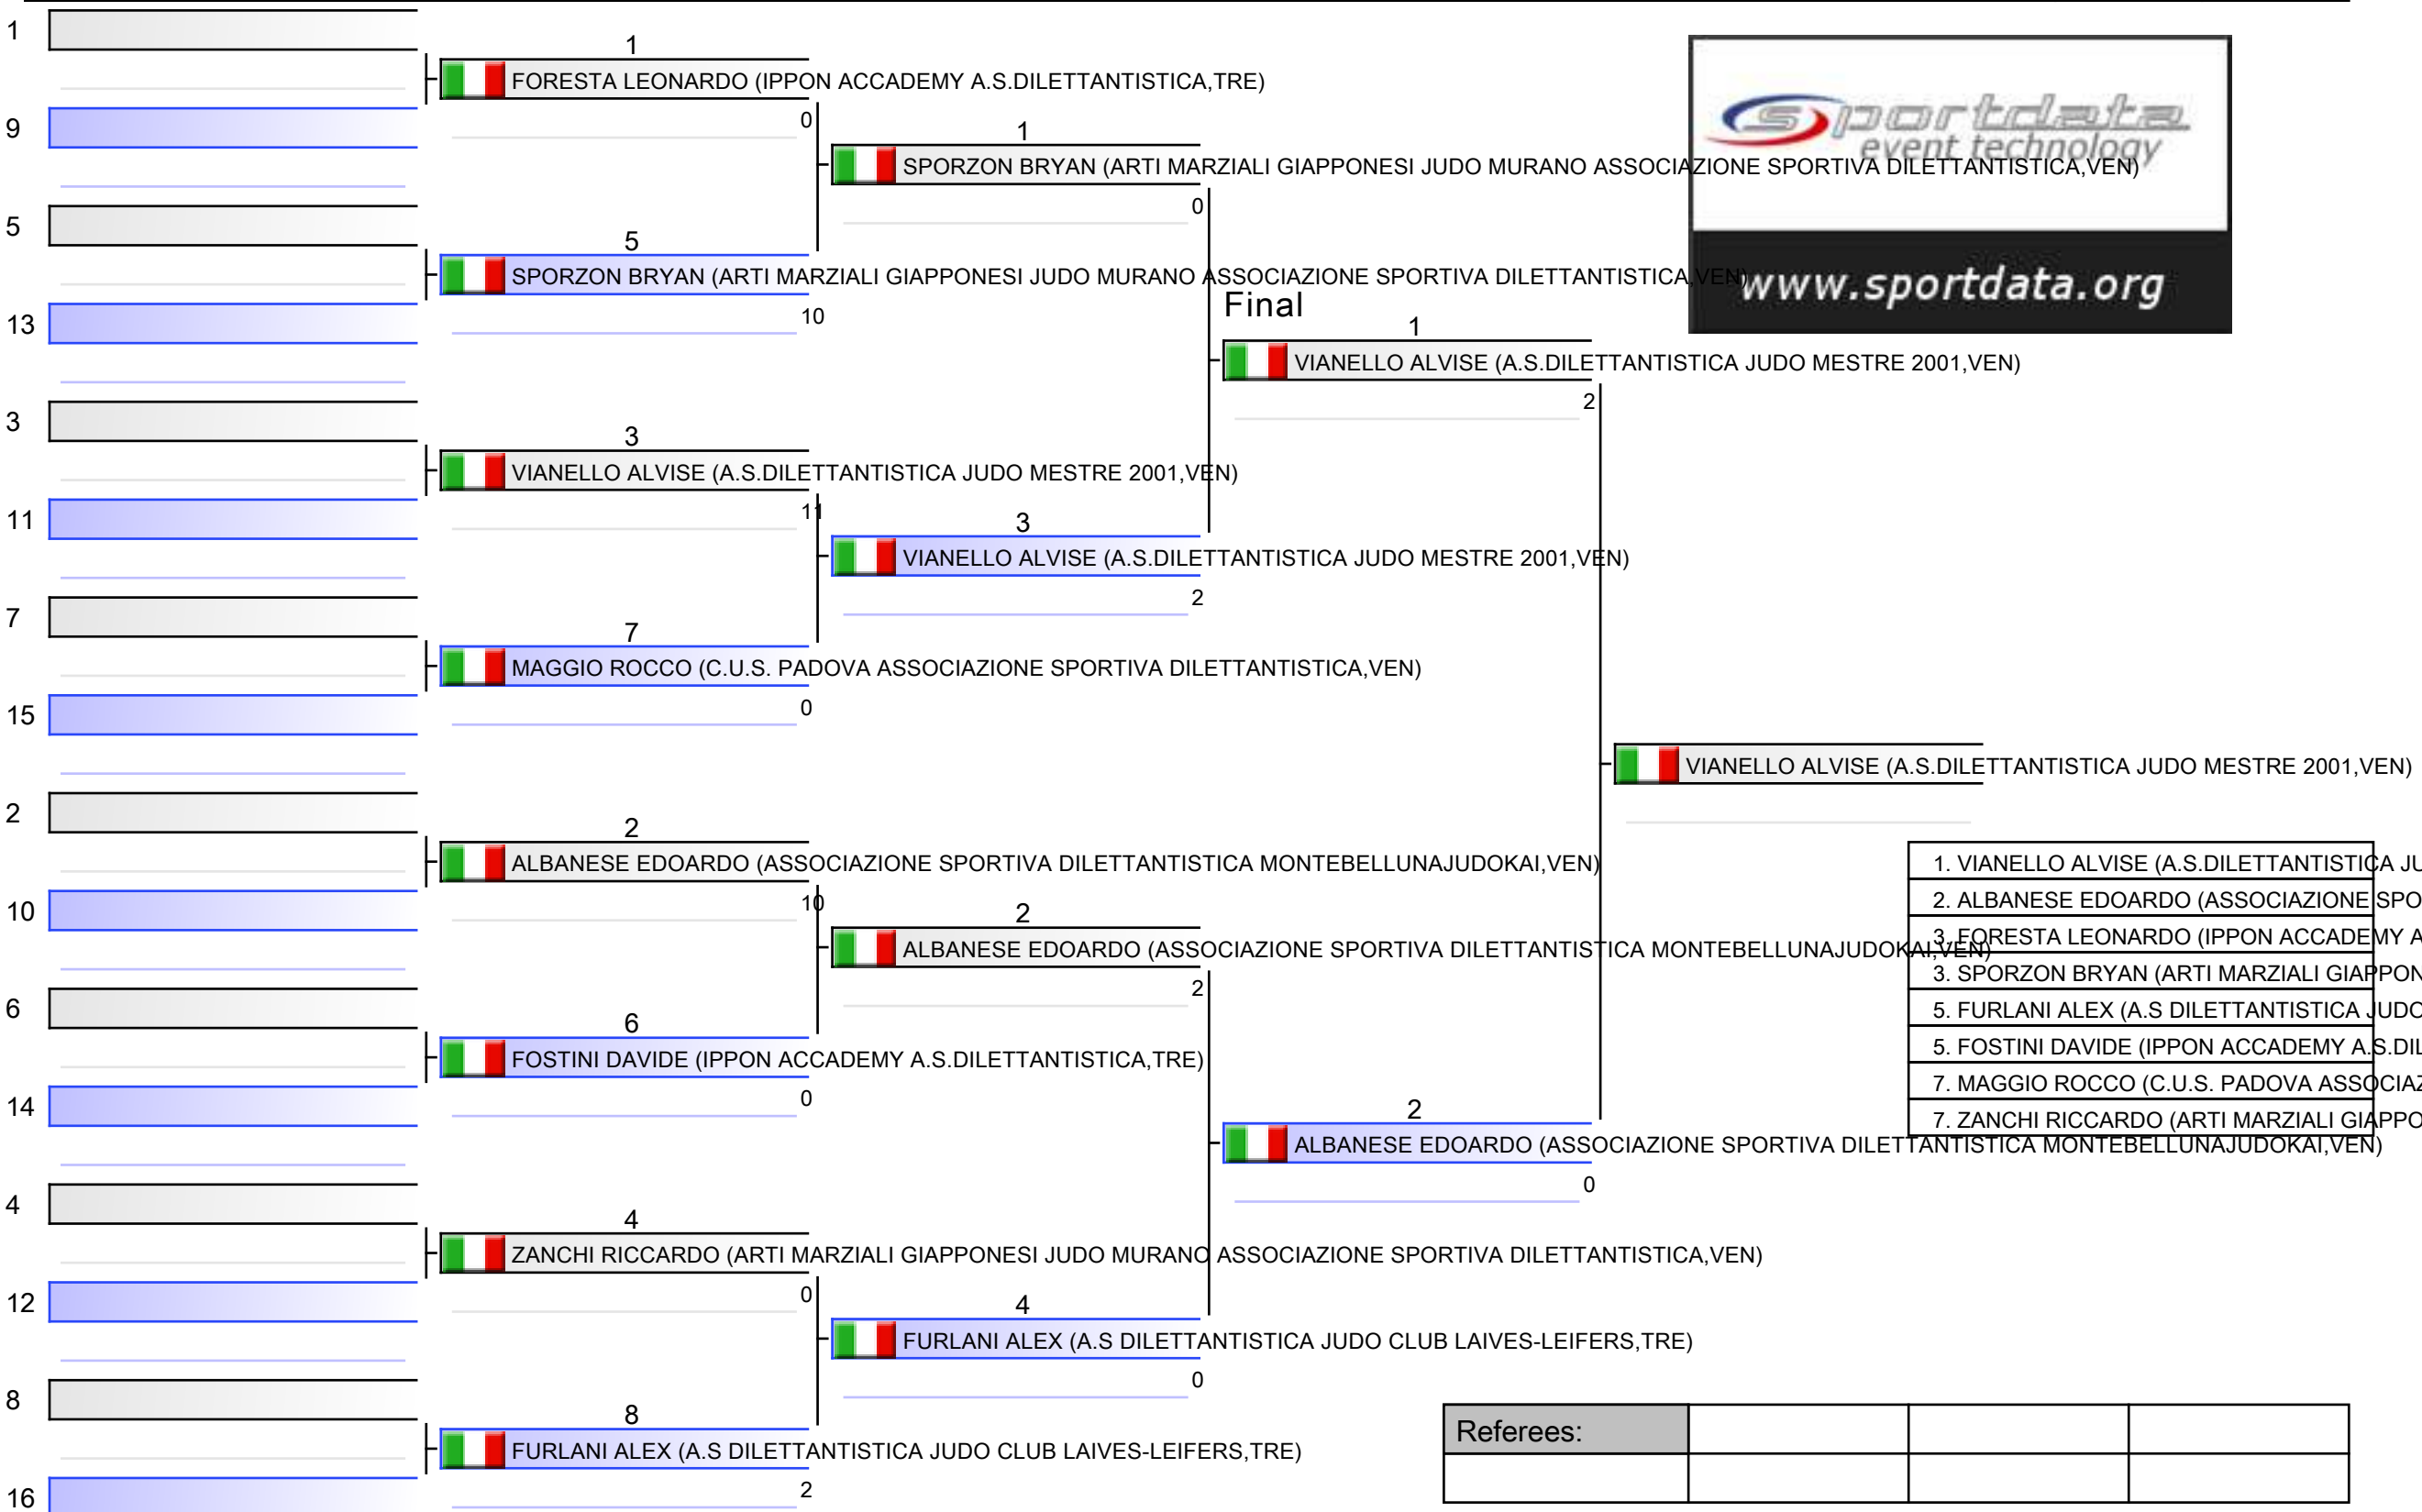 1
9
5
13
3
11
7
15
2
10
6
14
4
12
8
16
1
FORESTA LEONARDO (IPPON ACCADEMY A.S.DILETTANTISTICA,TRE)
0
5
SPORZON BRYAN (ARTI MARZIALI GIAPPONESI JUDO MURANO ASSOCIAZIONE SPORTIVA DILETTANTISTICA,VEN)
10
3
VIANELLO ALVISE (A.S.DILETTANTISTICA JUDO MESTRE 2001,VEN)
11
7
MAGGIO ROCCO (C.U.S. PADOVA ASSOCIAZIONE SPORTIVA DILETTANTISTICA,VEN)
0
2
ALBANESE EDOARDO (ASSOCIAZIONE SPORTIVA DILETTANTISTICA MONTEBELLUNAJUDOKAI,VEN)
10
6
FOSTINI DAVIDE (IPPON ACCADEMY A.S.DILETTANTISTICA,TRE)
0
4
ZANCHI RICCARDO (ARTI MARZIALI GIAPPONESI JUDO MURANO ASSOCIAZIONE SPORTIVA DILETTANTISTICA,VEN)
0
8
FURLANI ALEX (A.S DILETTANTISTICA JUDO CLUB LAIVES-LEIFERS,TRE)
2
1
SPORZON BRYAN (ARTI MARZIALI GIAPPONESI JUDO MURANO ASSOCIAZIONE SPORTIVA DILETTANTISTICA,VEN)
0
3
VIANELLO ALVISE (A.S.DILETTANTISTICA JUDO MESTRE 2001,VEN)
2
2
ALBANESE EDOARDO (ASSOCIAZIONE SPORTIVA DILETTANTISTICA MONTEBELLUNAJUDOKAI,VEN)
2
4
FURLANI ALEX (A.S DILETTANTISTICA JUDO CLUB LAIVES-LEIFERS,TRE)
0
Final
1
VIANELLO ALVISE (A.S.DILETTANTISTICA JUDO MESTRE 2001,VEN)
2
2
ALBANESE EDOARDO (ASSOCIAZIONE SPORTIVA DILETTANTISTICA MONTEBELLUNAJUDOKAI,VEN)
0
VIANELLO ALVISE (A.S.DILETTANTISTICA JUDO MESTRE 2001,VEN)
sportdata
event technology
www.sportdata.org
1. VIANELLO ALVISE (A.S.DILETTANTISTICA JU
2. ALBANESE EDOARDO (ASSOCIAZIONE SPO
3. FORESTA LEONARDO (IPPON ACCADEMY A
3. SPORZON BRYAN (ARTI MARZIALI GIAPPON
5. FURLANI ALEX (A.S DILETTANTISTICA JUDO
5. FOSTINI DAVIDE (IPPON ACCADEMY A.S.DIL
7. MAGGIO ROCCO (C.U.S. PADOVA ASSOCIAZ
7. ZANCHI RICCARDO (ARTI MARZIALI GIAPPO
Referees: